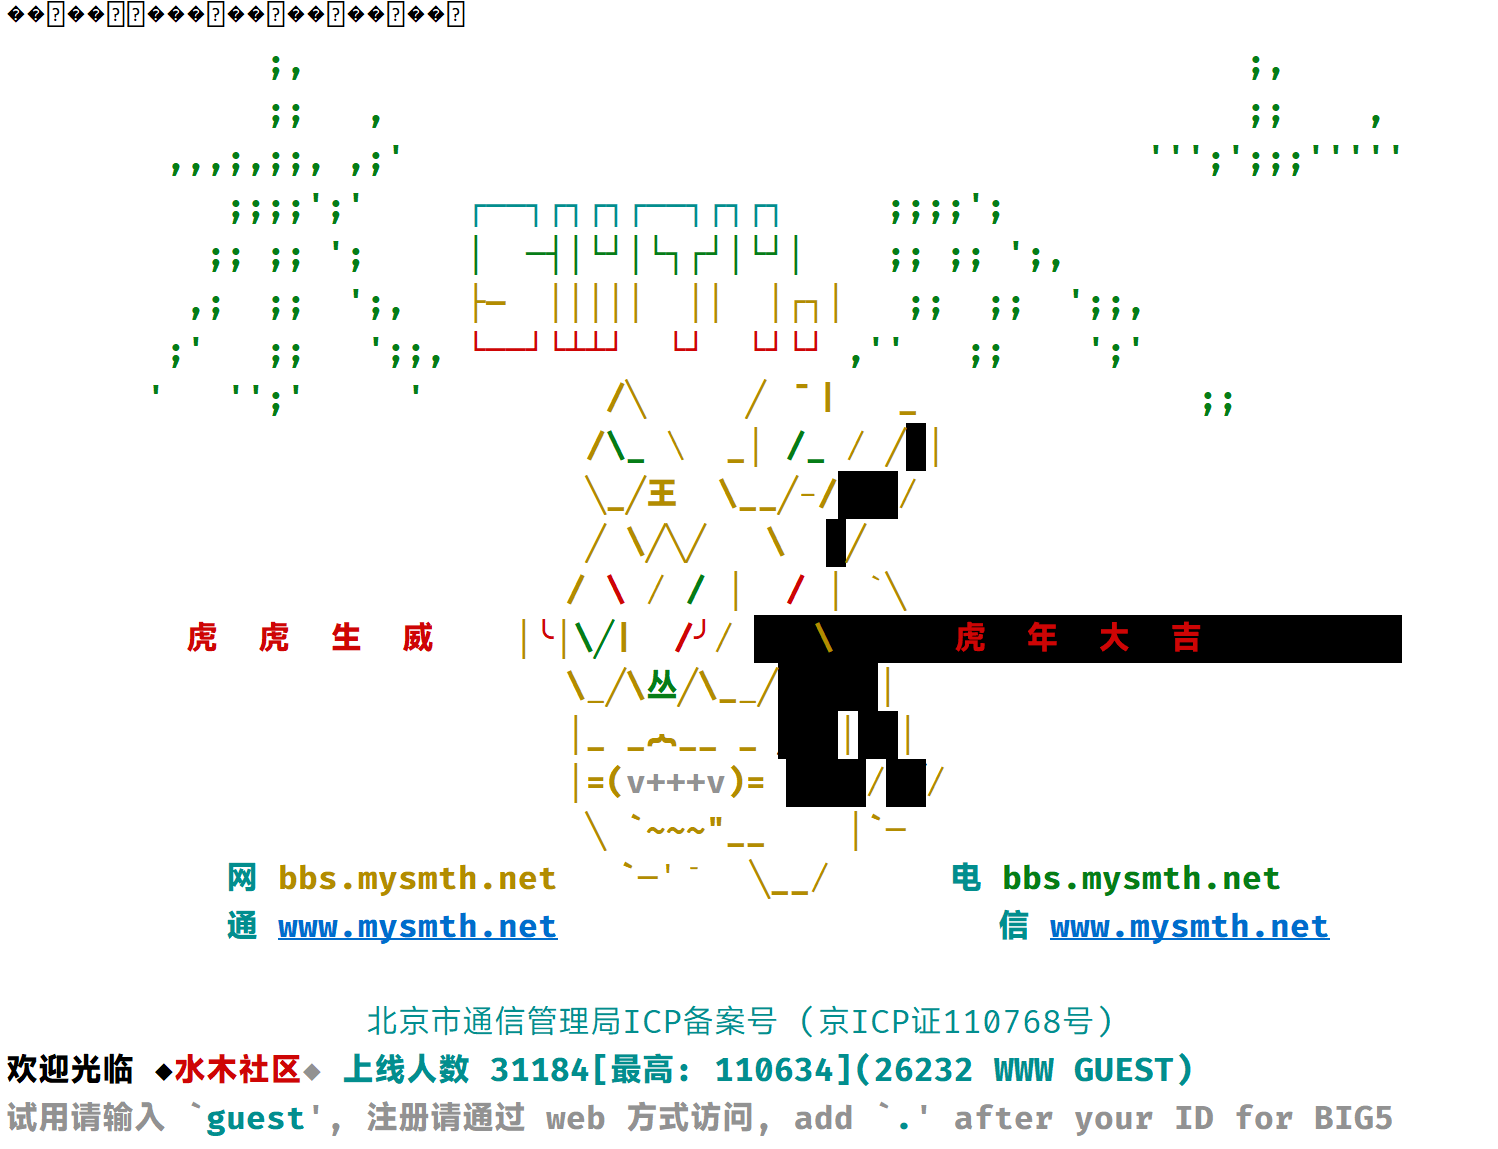 王
虎 虎 生 威 虎 年 大 吉
丛
=(v+++v)=
网 bbs.mysmth.net 电 bbs.mysmth.net
通 www.mysmth.net 信 www.mysmth.net
北京市通信管理局ICP备案号 (京ICP证110768号)
欢迎光临 ◆水木社区◆ 上线人数 31184[最高: 110634](26232 WWW GUEST)
试用请输入 `guest', 注册请通过 web 方式访问, add `.' after your ID for BIG5